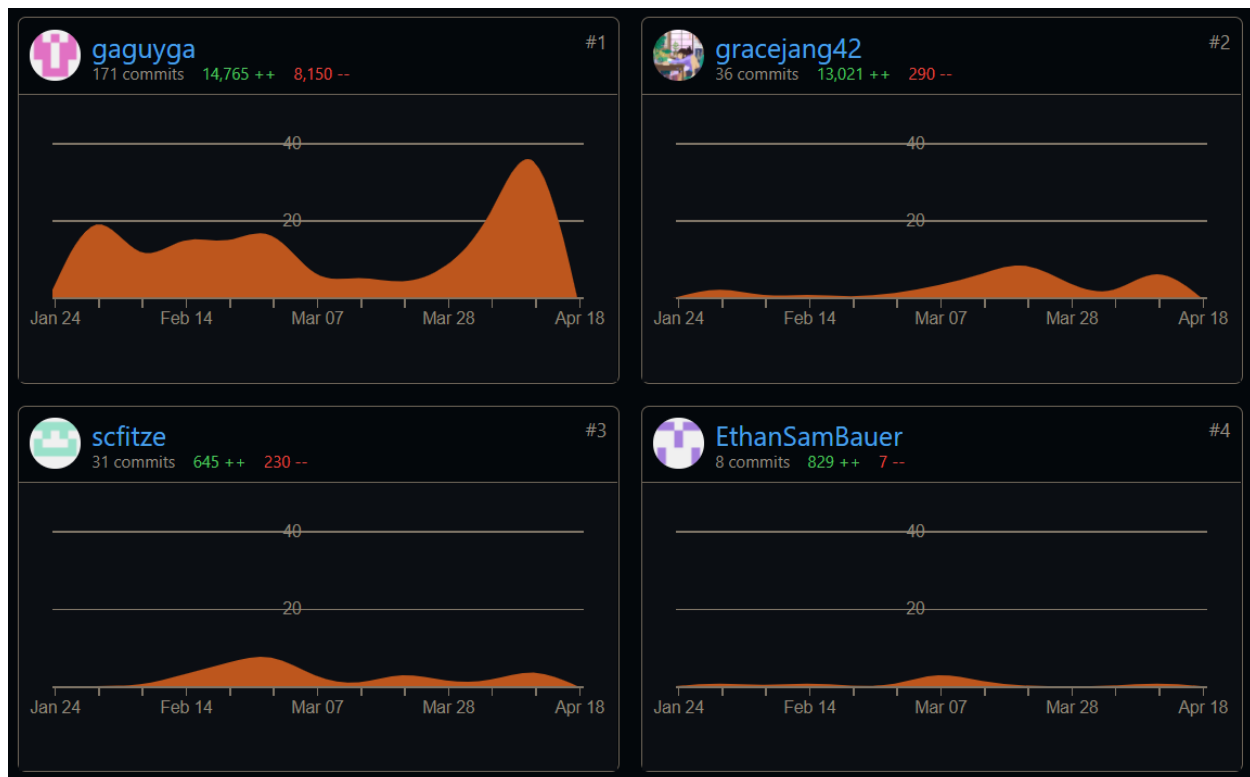 gaguyga #1
171 commits 14,765 ++ 8,150 --
40
20
Jan 24 Feb 14 Mar 07 Mar 28 Apr 18
gracejang42 #2
36 commits 13,021 ++ 290 --
40
20
Jan 24 Feb 14 Mar 07 Mar 28 Apr 18
scfitze #3
31 commits 645 ++ 230 --
40
20
Jan 24 Feb 14 Mar 07 Mar 28 Apr 18
EthanSamBauer #4
8 commits 829 ++ 7 --
40
20
Jan 24 Feb 14 Mar 07 Mar 28 Apr 18